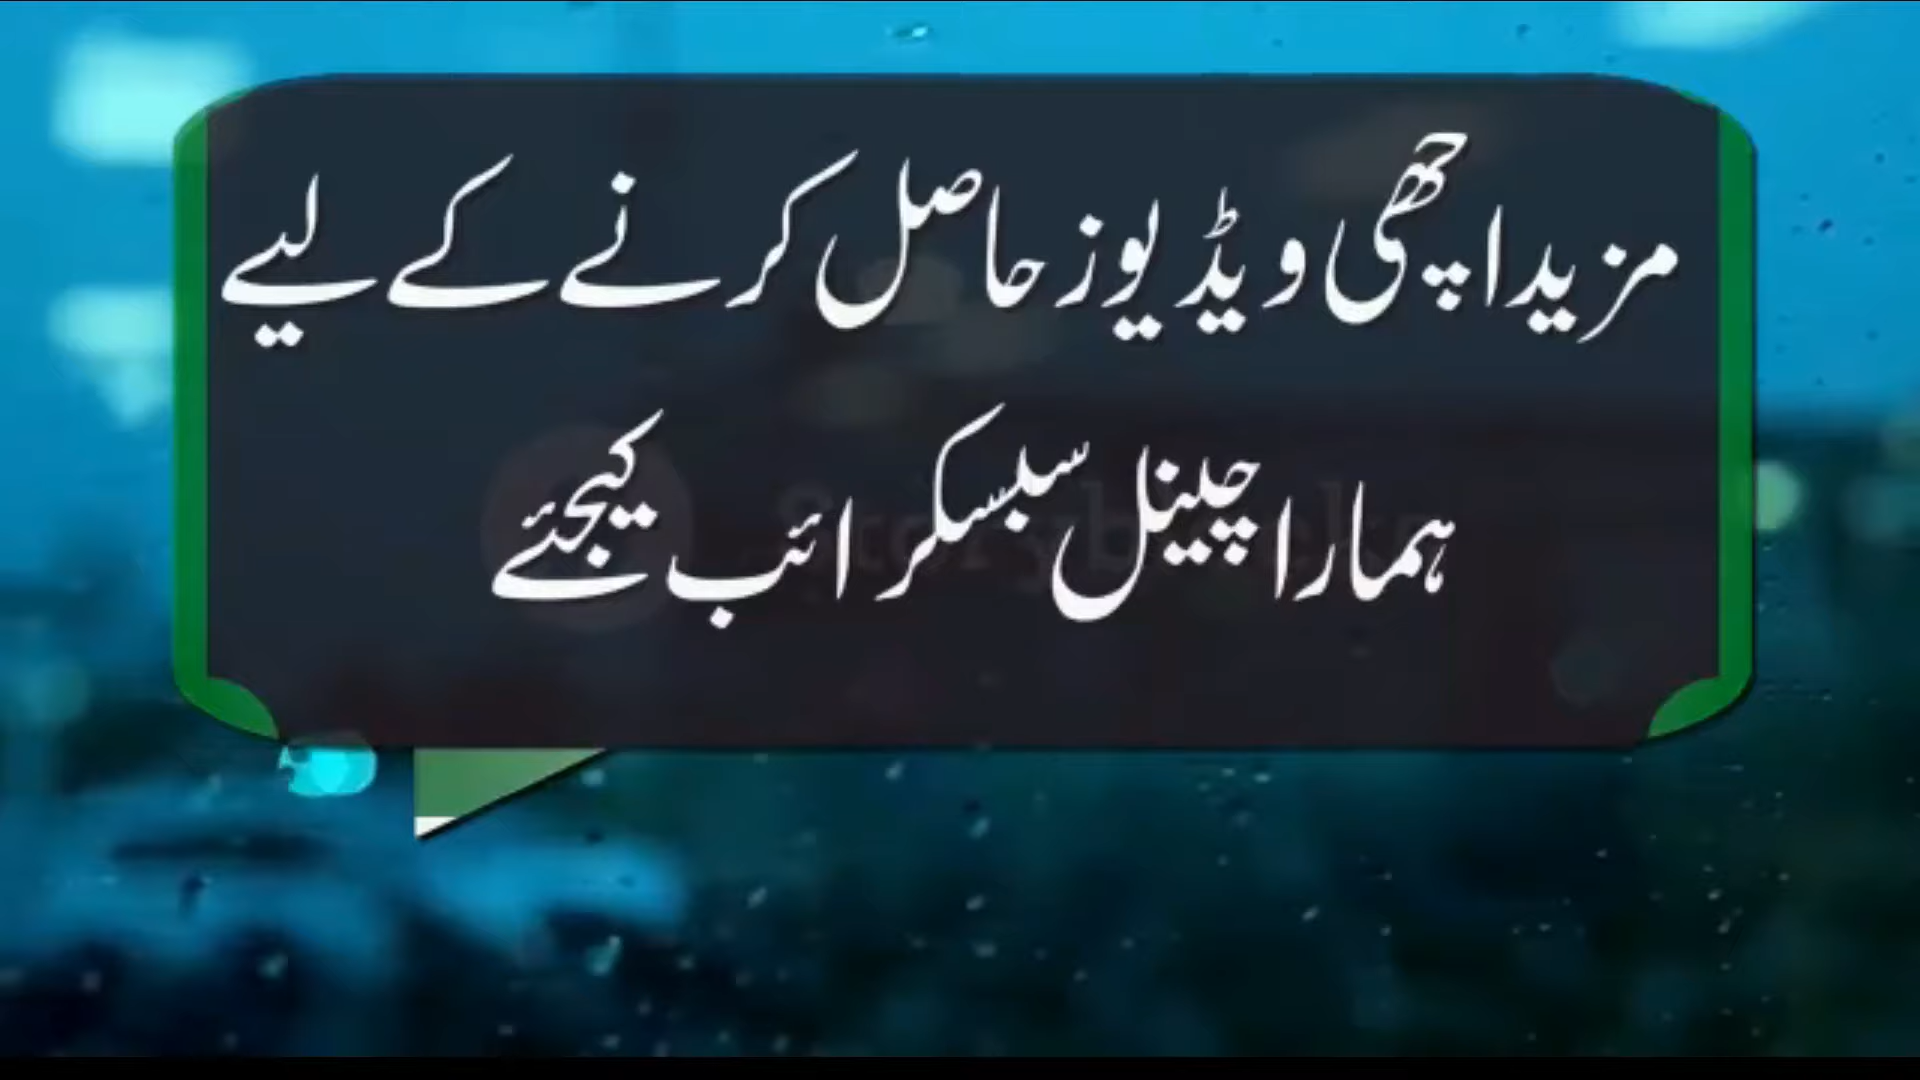 مزید اچھی ویڈیوز حاصل کرنے کے لیے
ہمارا چینل سبسکرائب کیجئے